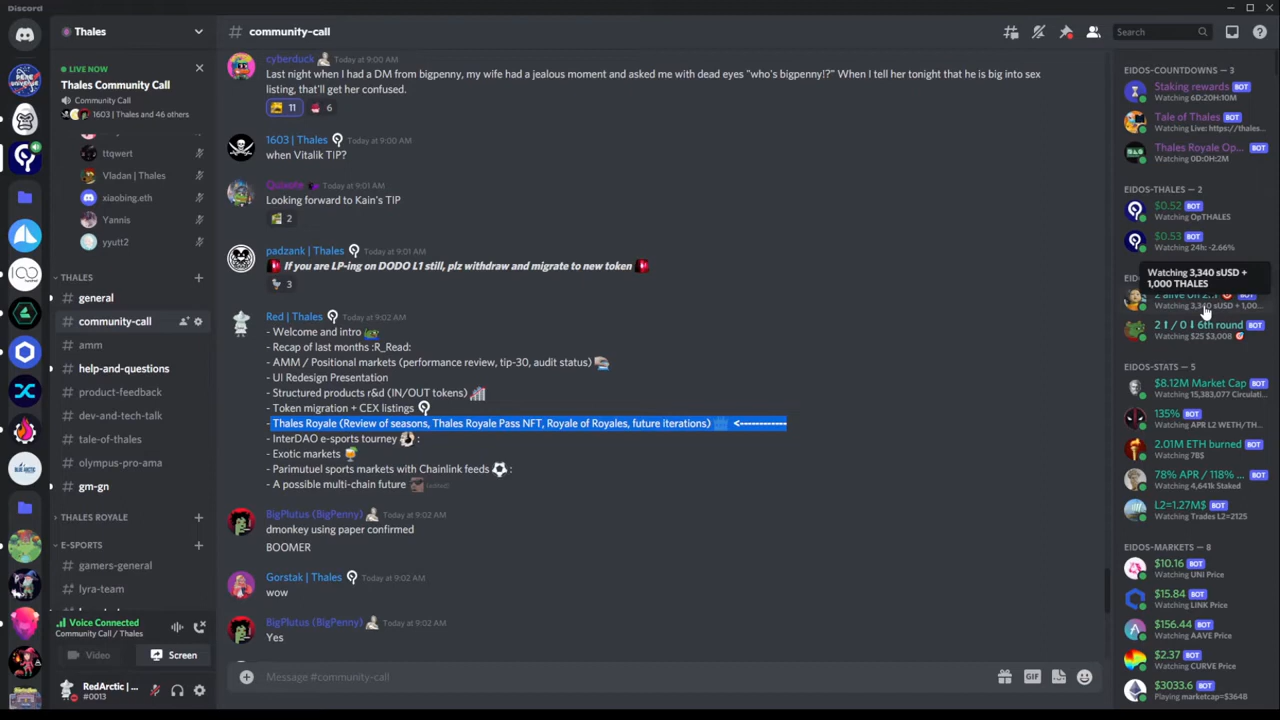 Discord
Thales
LIVE NOW
Thales Community Call
Community Call
1603 | Thales and 46 others
ttqwert
Vladan | Thales
xiaobing.eth
Yannis
yyutt2
THALES
general
community-call
amm
help-and-questions
product-feedback
dev-and-tech-talk
tale-of-thales
olympus-pro-ama
gm-gn
THALES ROYALE
E-SPORTS
gamers-general
lyra-team
Voice Connected
Community Call / Thales
Video
Screen
RedArctic | ...
#0013
# community-call
Search
cyberduck Today at 9:00 AM
Last night when I had a DM from bigpenny, my wife had a jealous moment and asked me with dead eyes "who's bigpenny!?" When I tell her tonight that he is big into sex
listing, that'll get her confused.
11 6
1603 | Thales Today at 9:00 AM
when Vitalik TIP?
Quixote Today at 9:01 AM
Looking forward to Kain's TIP
2
padzank | Thales Today at 9:01 AM
If you are LP-ing on DODO L1 still, plz withdraw and migrate to new token
3
Red | Thales Today at 9:02 AM
- Welcome and intro
- Recap of last months :R_Read:
- AMM / Positional markets (performance review, tip-30, audit status)
- UI Redesign Presentation
- Structured products r&d (IN/OUT tokens)
- Token migration + CEX listings
- Thales Royale (Review of seasons, Thales Royale Pass NFT, Royale of Royales, future iterations) <------------
- InterDAO e-sports tourney :
- Exotic markets
- Parimutuel sports markets with Chainlink feeds :
- A possible multi-chain future (edited)
BigPlutus (BigPenny) Today at 9:02 AM
dmonkey using paper confirmed
BOOMER
Gorstak | Thales Today at 9:02 AM
wow
BigPlutus (BigPenny) Today at 9:02 AM
Yes
Message #community-call
GIF
EIDOS-COUNTDOWNS — 3
Staking rewards BOT
Watching 6D:20H:10M
Tale of Thales BOT
Watching Live: https://thales...
Thales Royale Op... BOT
Watching 0D:0H:2M
EIDOS-THALES — 2
$0.52 BOT
Watching OpTHALES
$0.53 BOT
Watching 24h: -2.66%
Watching 3,340 sUSD +
1,000 THALES
Watching 3,340 sUSD + 1,00...
2 / 0 6th round BOT
Watching $25 $3,008
EIDOS-STATS — 5
$8.12M Market Cap BOT
Watching 15,383,077 Circulati...
135% BOT
Watching APR L2 WETH/TH...
2.01M ETH burned BOT
Watching 7B$
78% APR / 118% ... BOT
Watching 4,641k Staked
L2=1.27M$ BOT
Watching Trades L2=2125
EIDOS-MARKETS — 8
$10.16 BOT
Watching UNI Price
$15.84 BOT
Watching LINK Price
$156.44 BOT
Watching AAVE Price
$2.37 BOT
Watching CURVE Price
$3033.6 BOT
Playing marketcap=$364B